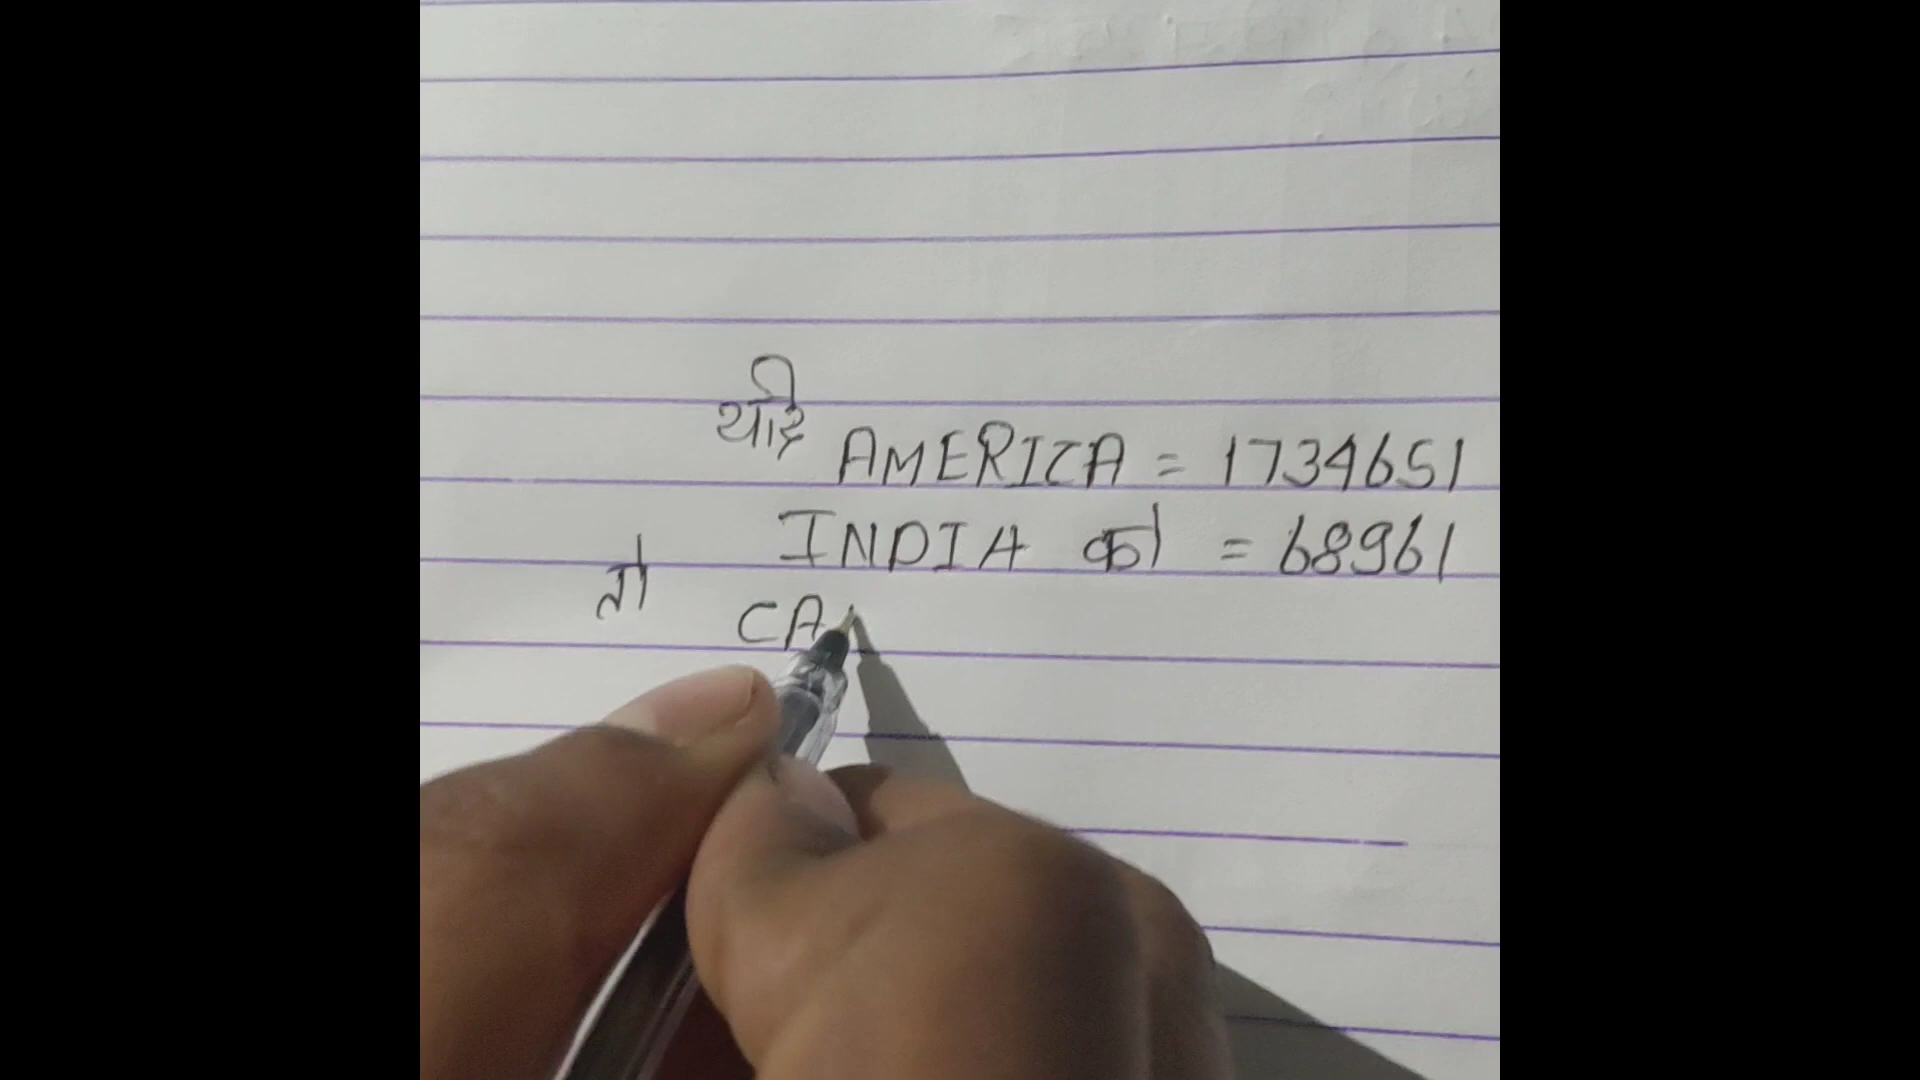 यदि AMERICA = 1734651
INDIA को = 68961
तो CA